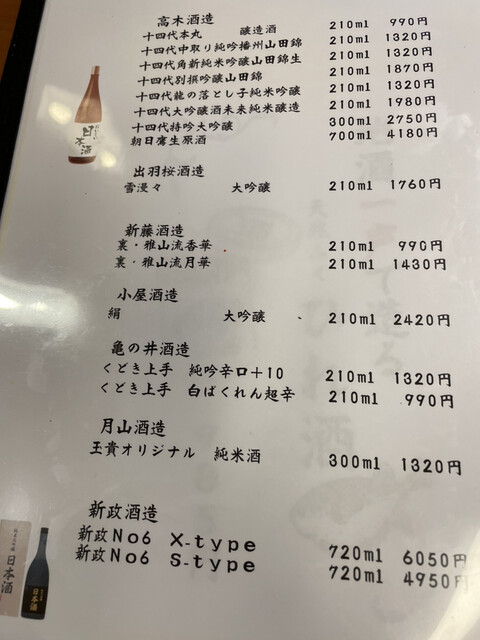 高木酒造
十四代本丸 醸造酒 210ml 990円
十四代中取り純吟播州山田錦 210ml 1320円
十四代角新純米吟醸山田錦生 210ml 1320円
十四代別撰吟醸山田錦 210ml 1870円
十四代龍の落とし子純米吟醸 210ml 1320円
十四代大吟醸酒未来純米醸造 210ml 1980円
十四代特吟大吟醸 300ml 2750円
朝日鷹生原酒 700ml 4180円
出羽桜酒造
雪漫々 大吟醸 210ml 1760円
新藤酒造
裏・雅山流香華 210ml 990円
裏・雅山流月華 210ml 1430円
小屋酒造
絹 大吟醸 210ml 2420円
亀の井酒造
くどき上手 純吟辛口＋10 210ml 1320円
くどき上手 白ばくれん超辛 210ml 990円
月山酒造
王貴オリジナル 純米酒 300ml 1320円
新政酒造
新政No6 X-type 720ml 6050円
新政No6 S-type 720ml 4950円
日本酒
日本酒
日本酒